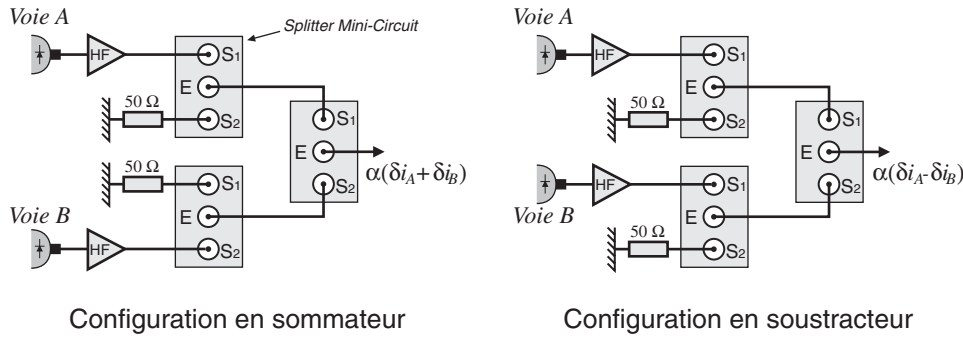 Voie A
Splitter Mini-Circuit
HF
S1
E
50 Ω
S2
S1
E
α(δiA+δiB)
S2
50 Ω
S1
Voie B
E
HF
S2
Configuration en sommateur
Voie A
HF
S1
E
50 Ω
S2
S1
E
α(δiA-δiB)
S2
HF
S1
Voie B
E
50 Ω
S2
Configuration en soustracteur